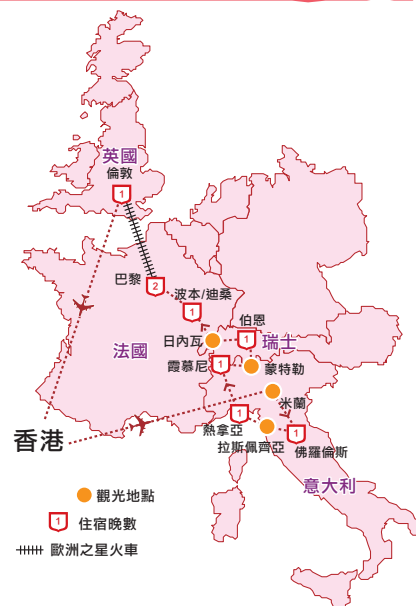 英國
倫敦
1
巴黎
2
波本/迪桑
1
伯恩
1
日內瓦
瑞士
法國
霞慕尼
1
蒙特勒
米蘭
香港
1
熱拿亞
1
拉斯佩齊亞
佛羅倫斯
意大利
觀光地點
1 住宿晚數
歐洲之星火車